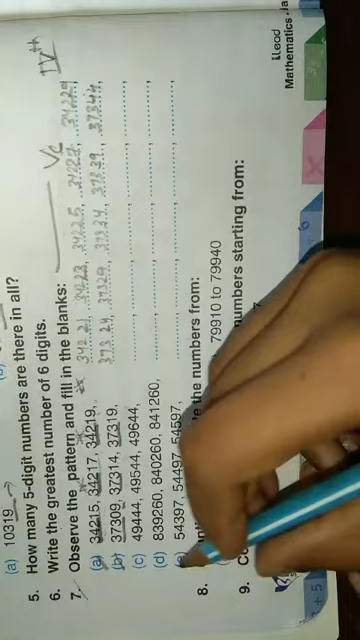 (a) 10319
5. How many 5-digit numbers are there in all?
6. Write the greatest number of 6 digits.
7. Observe the pattern and fill in the blanks:
(a) 34215, 34217, 34219, 34221, 34223, 34225, 34227, 34229
(b) 37309, 37314, 37319, 37324, 37329, 37334, 37339, 37344,
(c) 49444, 49544, 49644,
(d) 839260, 840260, 841260,
(e) 54397, 54497, 54597,
8. the numbers from:
79910 to 79940
9. numbers starting from:
iLead
Mathematics
IVth